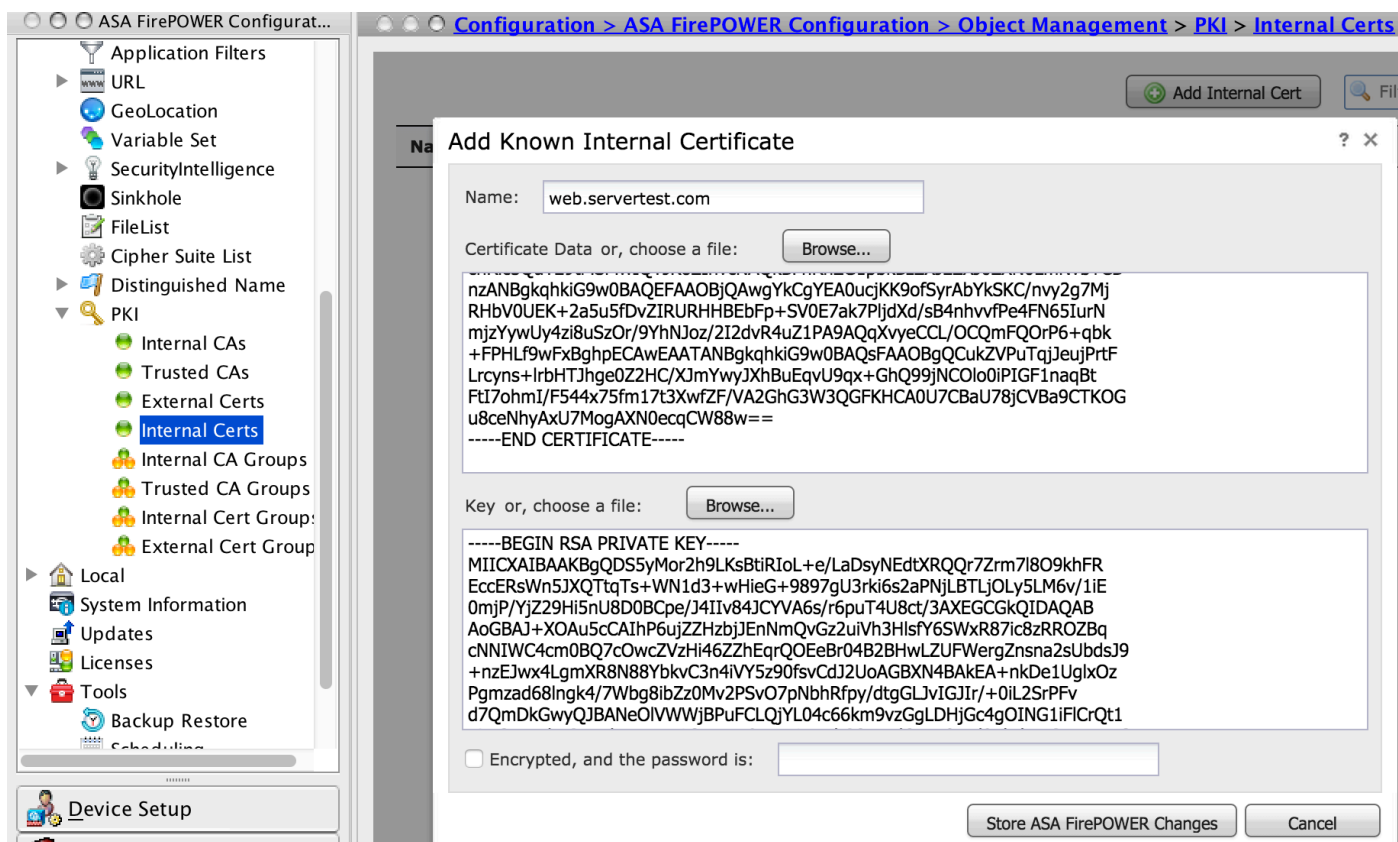 ASA FirePOWER Configurat...
Application Filters
www URL
GeoLocation
Variable Set
SecurityIntelligence
Sinkhole
FileList
Cipher Suite List
Distinguished Name
PKI
Internal CAs
Trusted CAs
External Certs
Internal Certs
Internal CA Groups
Trusted CA Groups
Internal Cert Groups
External Cert Group
Local
System Information
Updates
Licenses
Tools
Backup Restore
Scheduling
Device Setup
Configuration > ASA FirePOWER Configuration > Object Management > PKI > Internal Certs
Add Internal Cert
Fil
Na
Add Known Internal Certificate
? ×
Name: web.servertest.com
Certificate Data or, choose a file: Browse...
nzANBgkqhkiG9w0BAQEFAAOBjQAwgYkCgYEA0ucjKK9ofSyrAbYkSKC/nvy2g7Mj
RHbV0UEK+2a5u5fDvZIRURHHBEbFp+SV0E7ak7PljdXd/sB4nhvvfPe4FN65IurN
mjzYywUy4zi8uSzOr/9YhNJoz/2I2dvR4uZ1PA9AQqXvyeCCL/OCQmFQOrP6+qbk
+FPHLf9wFxBghpECAwEAATANBgkqhkiG9w0BAQsFAAOBgQCukZVPuTqjJeujPrtF
Lrcyns+lrbHTJhge0Z2HC/XJmYwyJXhBuEqvU9qx+GhQ99jNCOlo0iPIGF1naqBt
FtI7ohmI/F544x75fm17t3XwfZF/VA2GhG3W3QGFKHCA0U7CBaU78jCVBa9CTKOG
u8ceNhyAxU7MogAXN0ecqCW88w==
-----END CERTIFICATE-----
Key or, choose a file: Browse...
-----BEGIN RSA PRIVATE KEY-----
MIICXAIBAAKBgQDS5yMor2h9LKsBtiRIoL+e/LaDsyNEdtXRQQr7Zrm7l8O9khFR
EccERsWn5JXQTtqTs+WN1d3+wHieG+9897gU3rki6s2aPNjLBTLjOLy5LM6v/1iE
0mjP/YjZ29Hi5nU8D0BCpe/J4IIv84JCYVA6s/r6puT4U8ct/3AXEGCGkQIDAQAB
AoGBAJ+XOAu5cCAIhP6ujZZHzbjJEnNmQvGz2uiVh3HlsfY6SWxR87ic8zRROZBq
cNNIWC4cm0BQ7cOwcZVzHi46ZZhEqrQOEeBr04B2BHwLZUFWergZnsna2sUbdsJ9
+nzEJwx4LgmXR8N88YbkvC3n4iVY5z90fsvCdJ2UoAGBXN4BAkEA+nkDe1UglxOz
Pgmzad68lngk4/7Wbg8ibZz0Mv2PSvO7pNbhRfpy/dtgGLJvIGJIr/+0iL2SrPFv
d7QmDkGwyQJBANeOlVWWjBPuFCLQjYL04c66km9vzGgLDHjGc4gOING1iFlCrQt1
Encrypted, and the password is:
Store ASA FirePOWER Changes
Cancel